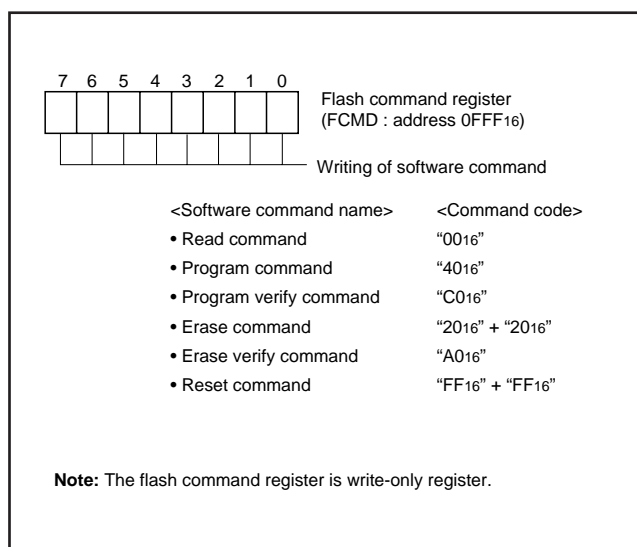 7 6 5 4 3 2 1 0
Flash command register
(FCMD : address 0FFF16)
Writing of software command
<Software command name> <Command code>
• Read command “0016”
• Program command “4016”
• Program verify command “C016”
• Erase command “2016” + “2016”
• Erase verify command “A016”
• Reset command “FF16” + “FF16”
Note: The flash command register is write-only register.